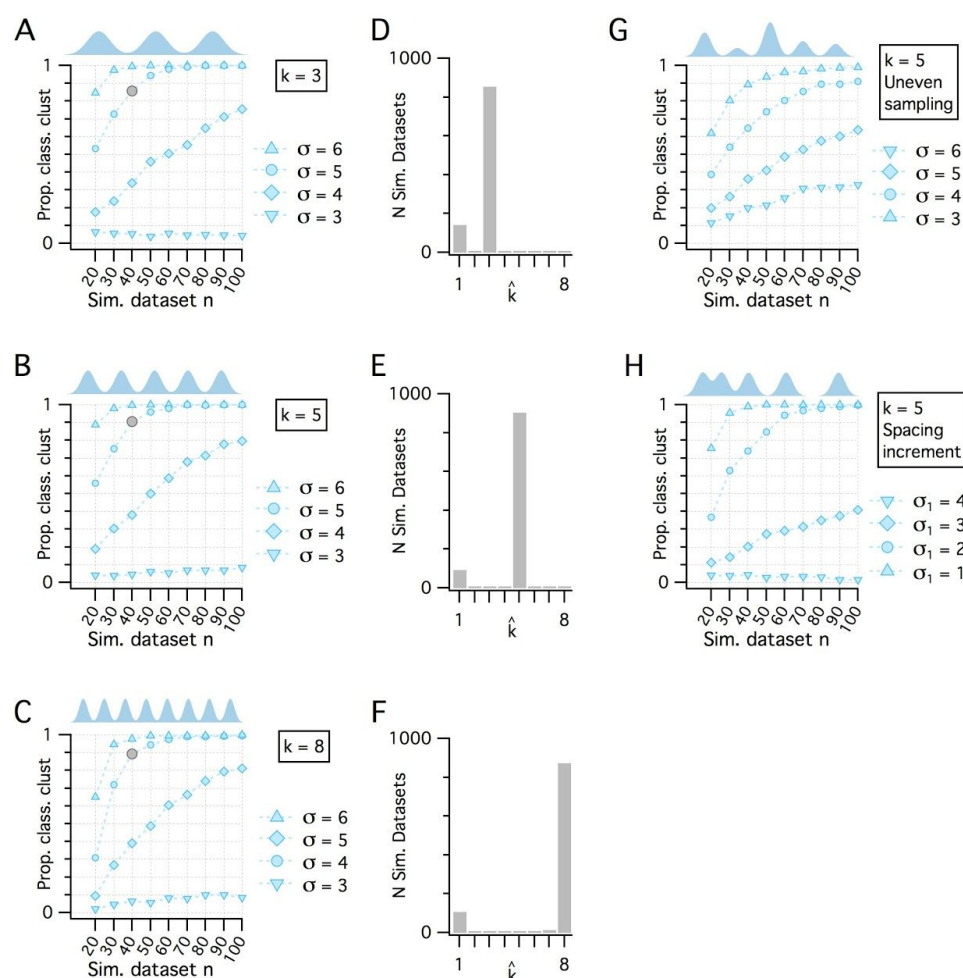 A
1
Prop. class. clust
0
20 30 40 50 60 70 80 90 100
Sim. dataset n
k = 3
σ = 6
σ = 5
σ = 4
σ = 3
D
1000
N Sim. Datasets
0
1 8
k̂
G
1
Prop. class. clust
0
20 30 40 50 60 70 80 90 100
Sim. dataset n
k = 5
Uneven
sampling
σ = 6
σ = 5
σ = 4
σ = 3
B
1
Prop. class. clust
0
20 30 40 50 60 70 80 90 100
Sim. dataset n
k = 5
σ = 6
σ = 5
σ = 4
σ = 3
E
1000
N Sim. Datasets
0
1 8
k̂
H
1
Prop. class. clust
0
20 30 40 50 60 70 80 90 100
Sim. dataset n
k = 5
Spacing
increment
σ₁ = 4
σ₁ = 3
σ₁ = 2
σ₁ = 1
C
1
Prop. class. clust
0
20 30 40 50 60 70 80 90 100
Sim. dataset n
k = 8
σ = 6
σ = 5
σ = 4
σ = 3
F
1000
N Sim. Datasets
0
1 8
k̂